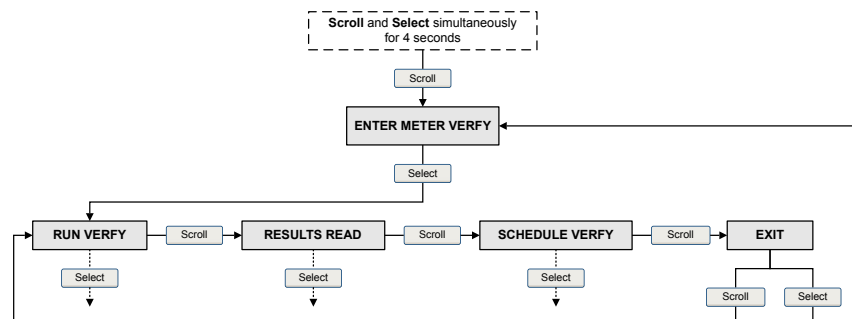 Scroll and Select simultaneously
for 4 seconds
Scroll
ENTER METER VERFY
Select
RUN VERFY
Scroll
RESULTS READ
Scroll
SCHEDULE VERFY
Scroll
EXIT
Select
Select
Select
Scroll
Select